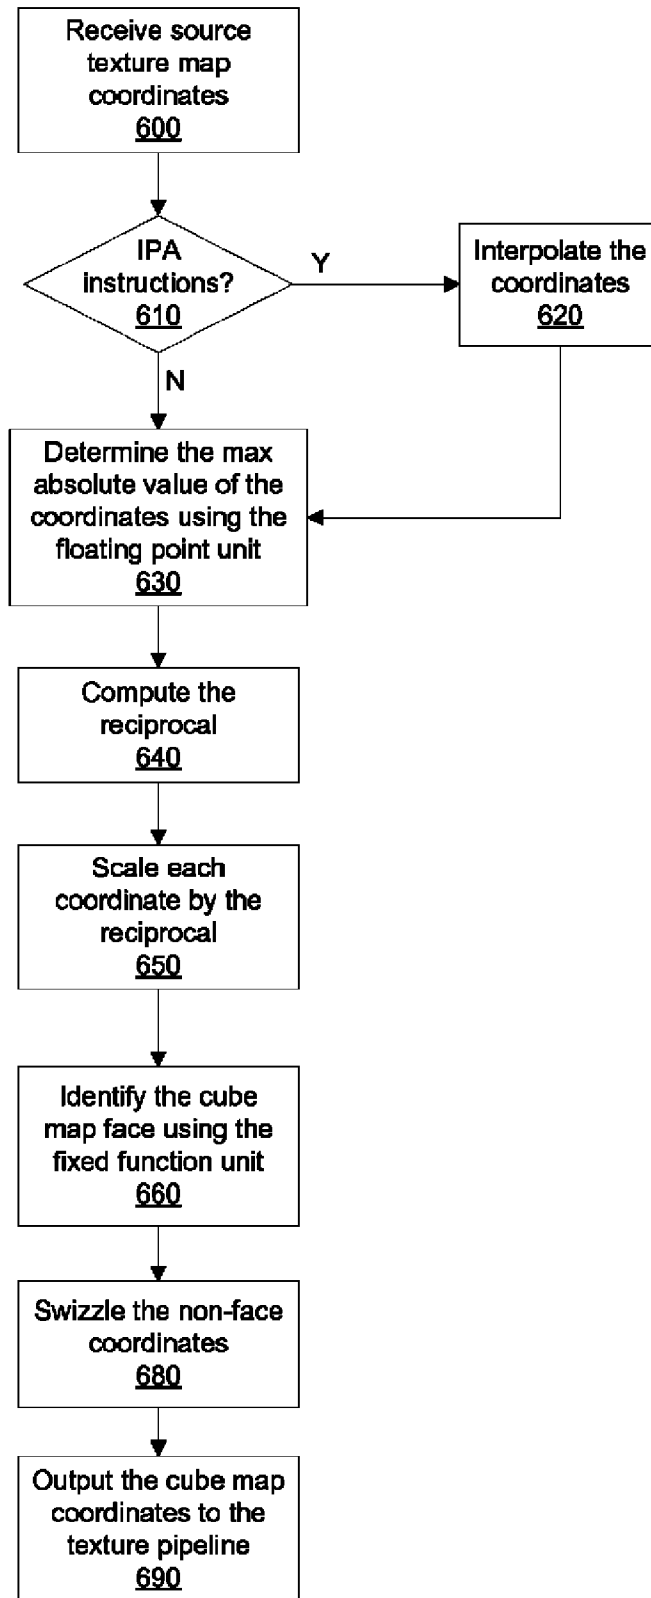 Receive source
texture map
coordinates
600
IPA
instructions?
610
Y
Interpolate the
coordinates
620
N
Determine the max
absolute value of the
coordinates using the
floating point unit
630
Compute the
reciprocal
640
Scale each
coordinate by the
reciprocal
650
Identify the cube
map face using the
fixed function unit
660
Swizzle the non-face
coordinates
680
Output the cube map
coordinates to the
texture pipeline
690